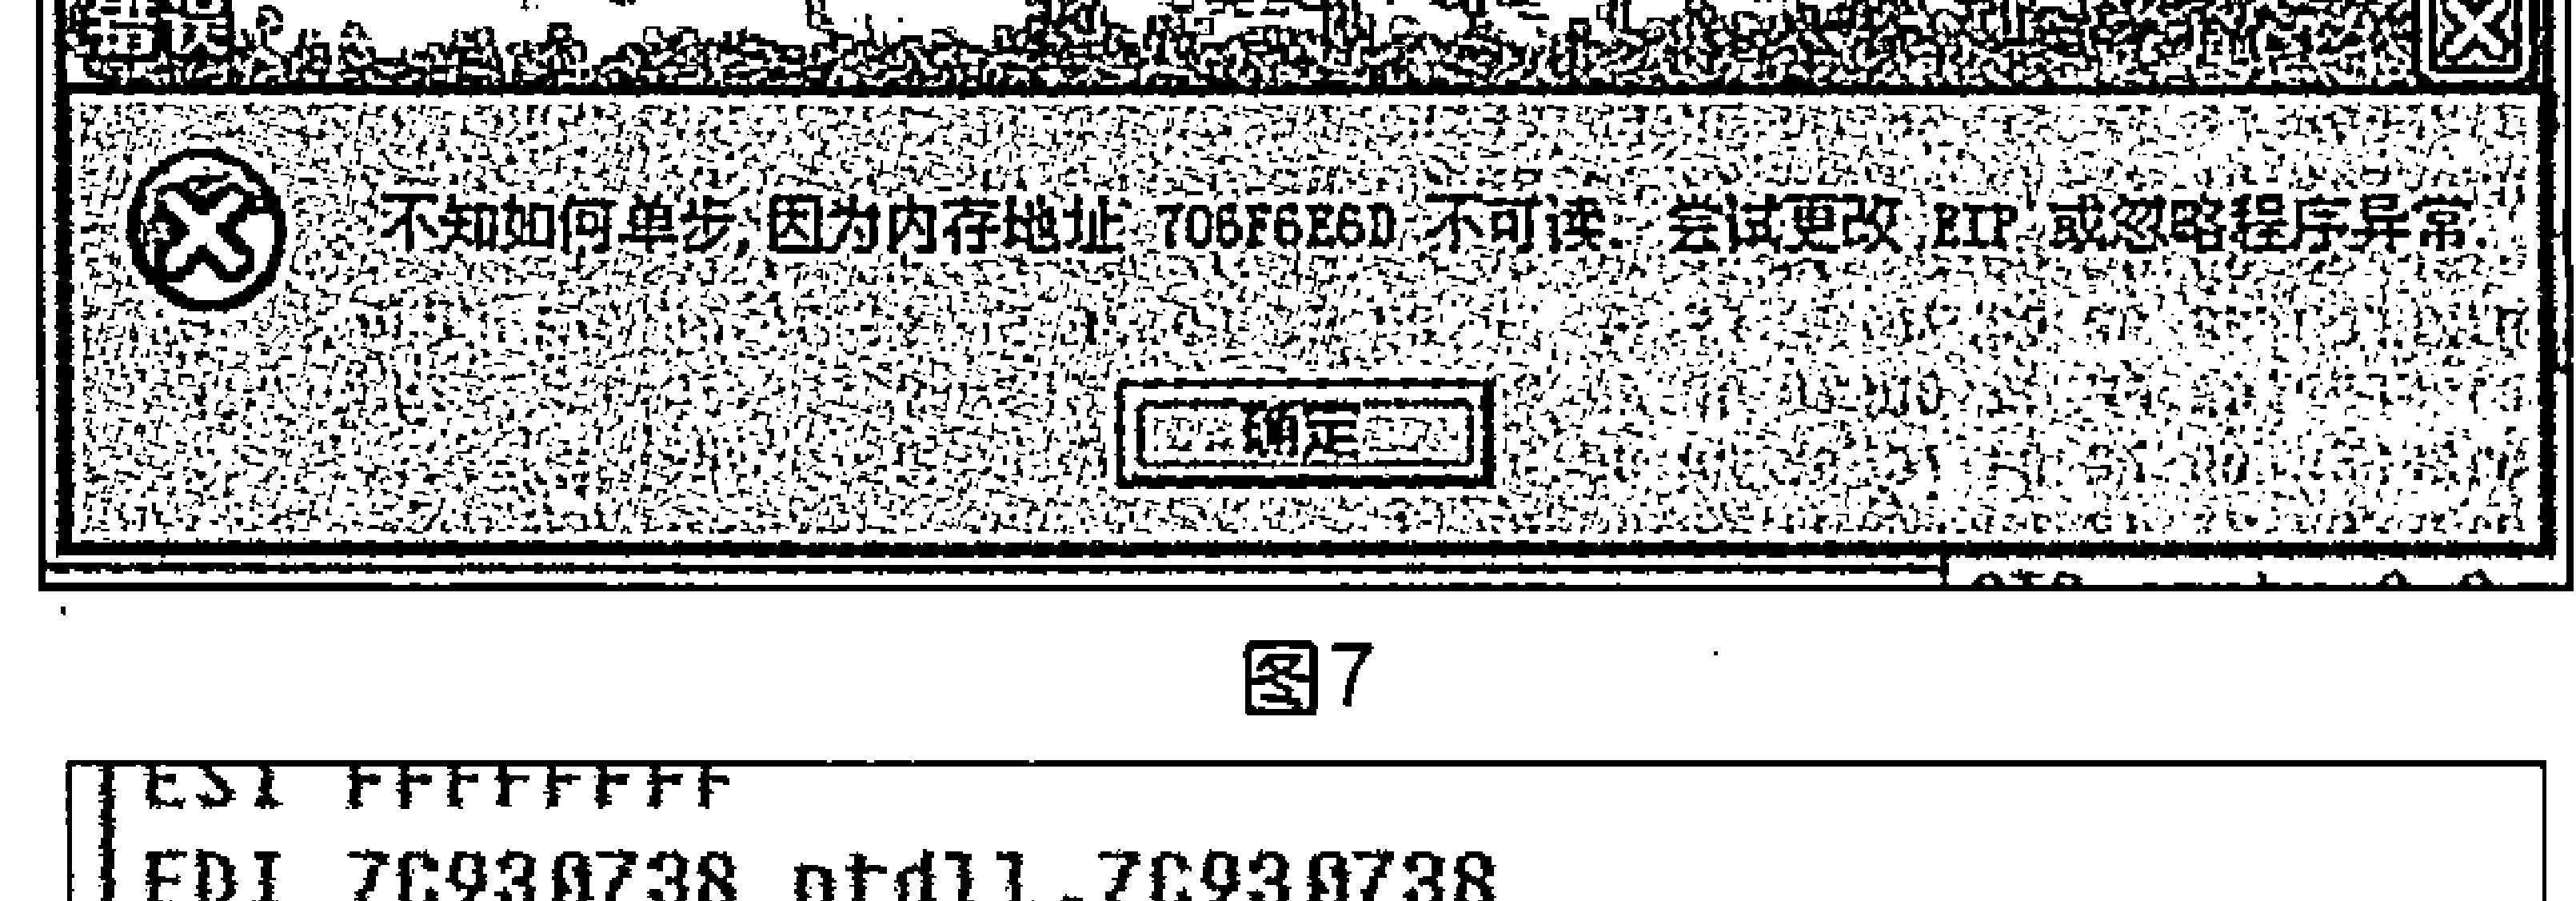 错误
不知如何单步,因为内存地址 706F6E6D 不可读. 尝试更改 EIP 或忽略程序异常.
确定
图7
ESI FFFFFFFF
EDI 7C930738 ntdll.7C930738